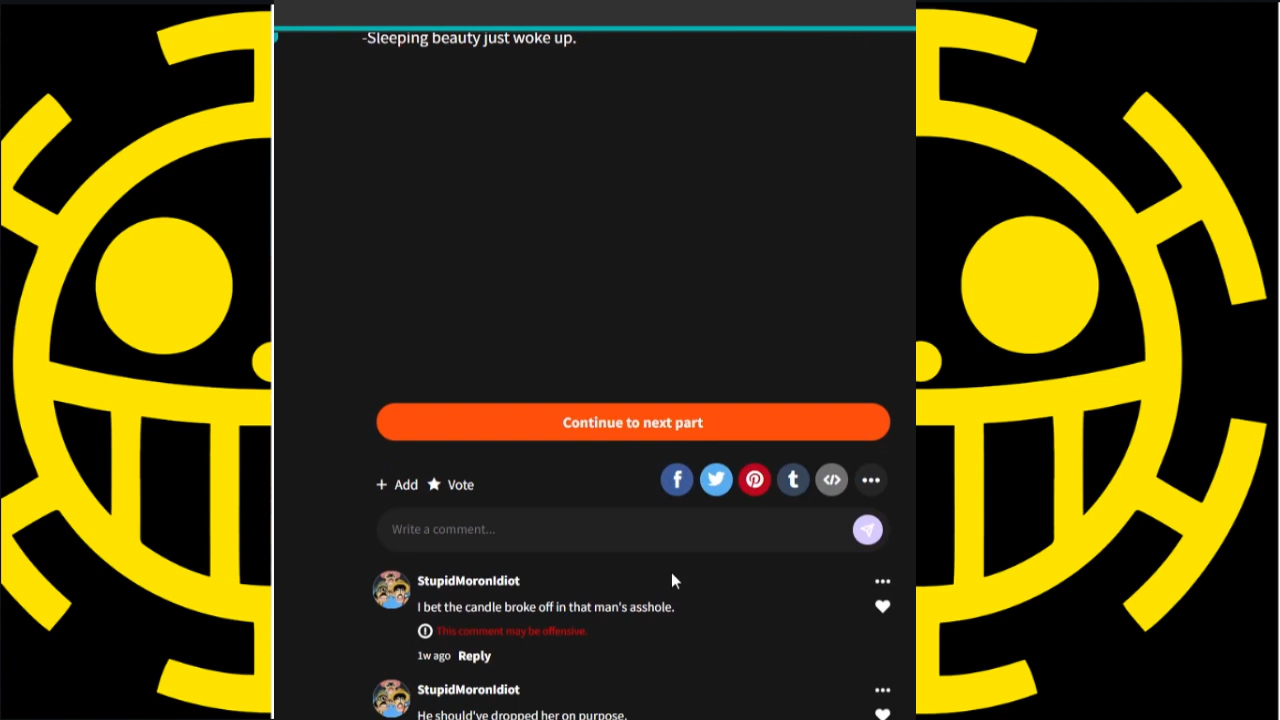 -Sleeping beauty just woke up.
Continue to next part
+ Add ★ Vote
Write a comment...
StupidMoronIdiot
I bet the candle broke off in that man's asshole.
This comment may be offensive.
1w ago Reply
StupidMoronIdiot
He should've dropped her on purpose.